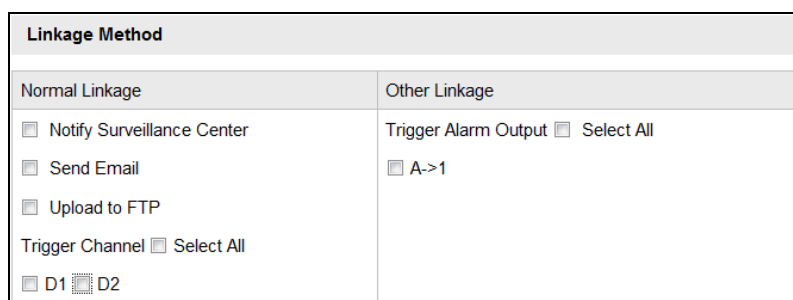 Linkage Method
Normal Linkage
Other Linkage
Notify Surveillance Center
Trigger Alarm Output Select All
Send Email
A->1
Upload to FTP
Trigger Channel Select All
D1 D2